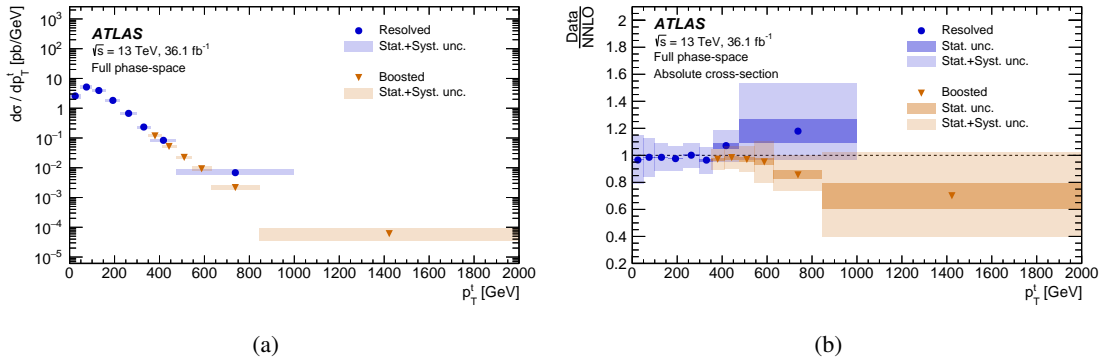 ATLAS
√s = 13 TeV, 36.1 fb⁻¹
Full phase-space
Resolved
Stat.+Syst. unc.
Boosted
Stat.+Syst. unc.
dσ / dp_T^t [pb/GeV]
10³
10²
10
1
10⁻¹
10⁻²
10⁻³
10⁻⁴
10⁻⁵
0 200 400 600 800 1000 1200 1400 1600 1800 2000
p_T^t [GeV]
(a)
ATLAS
√s = 13 TeV, 36.1 fb⁻¹
Full phase-space
Absolute cross-section
Resolved
Stat. unc.
Stat.+Syst. unc.
Boosted
Stat. unc.
Stat.+Syst. unc.
Data
NNLO
2
1.8
1.6
1.4
1.2
1
0.8
0.6
0.4
0.2
0 200 400 600 800 1000 1200 1400 1600 1800 2000
p_T^t [GeV]
(b)